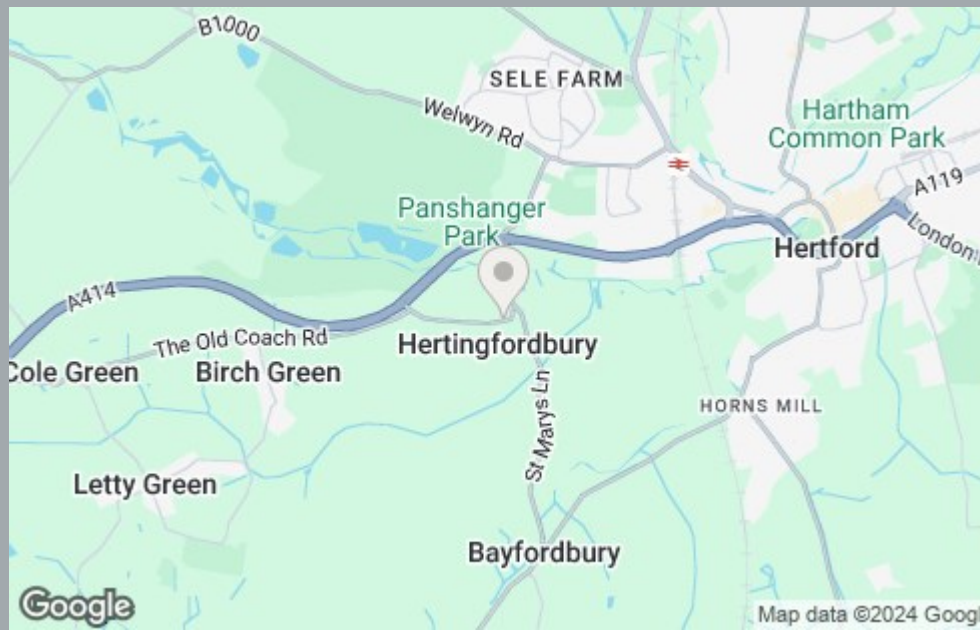 B1000
SELE FARM
Welwyn Rd
Hartham
Common Park
A119
London
Panshanger
Park
Hertford
A414
The Old Coach Rd
Hertingfordbury
Cole Green
Birch Green
St Marys Ln
HORNS MILL
Letty Green
Bayfordbury
Google
Map data ©2024 Googl